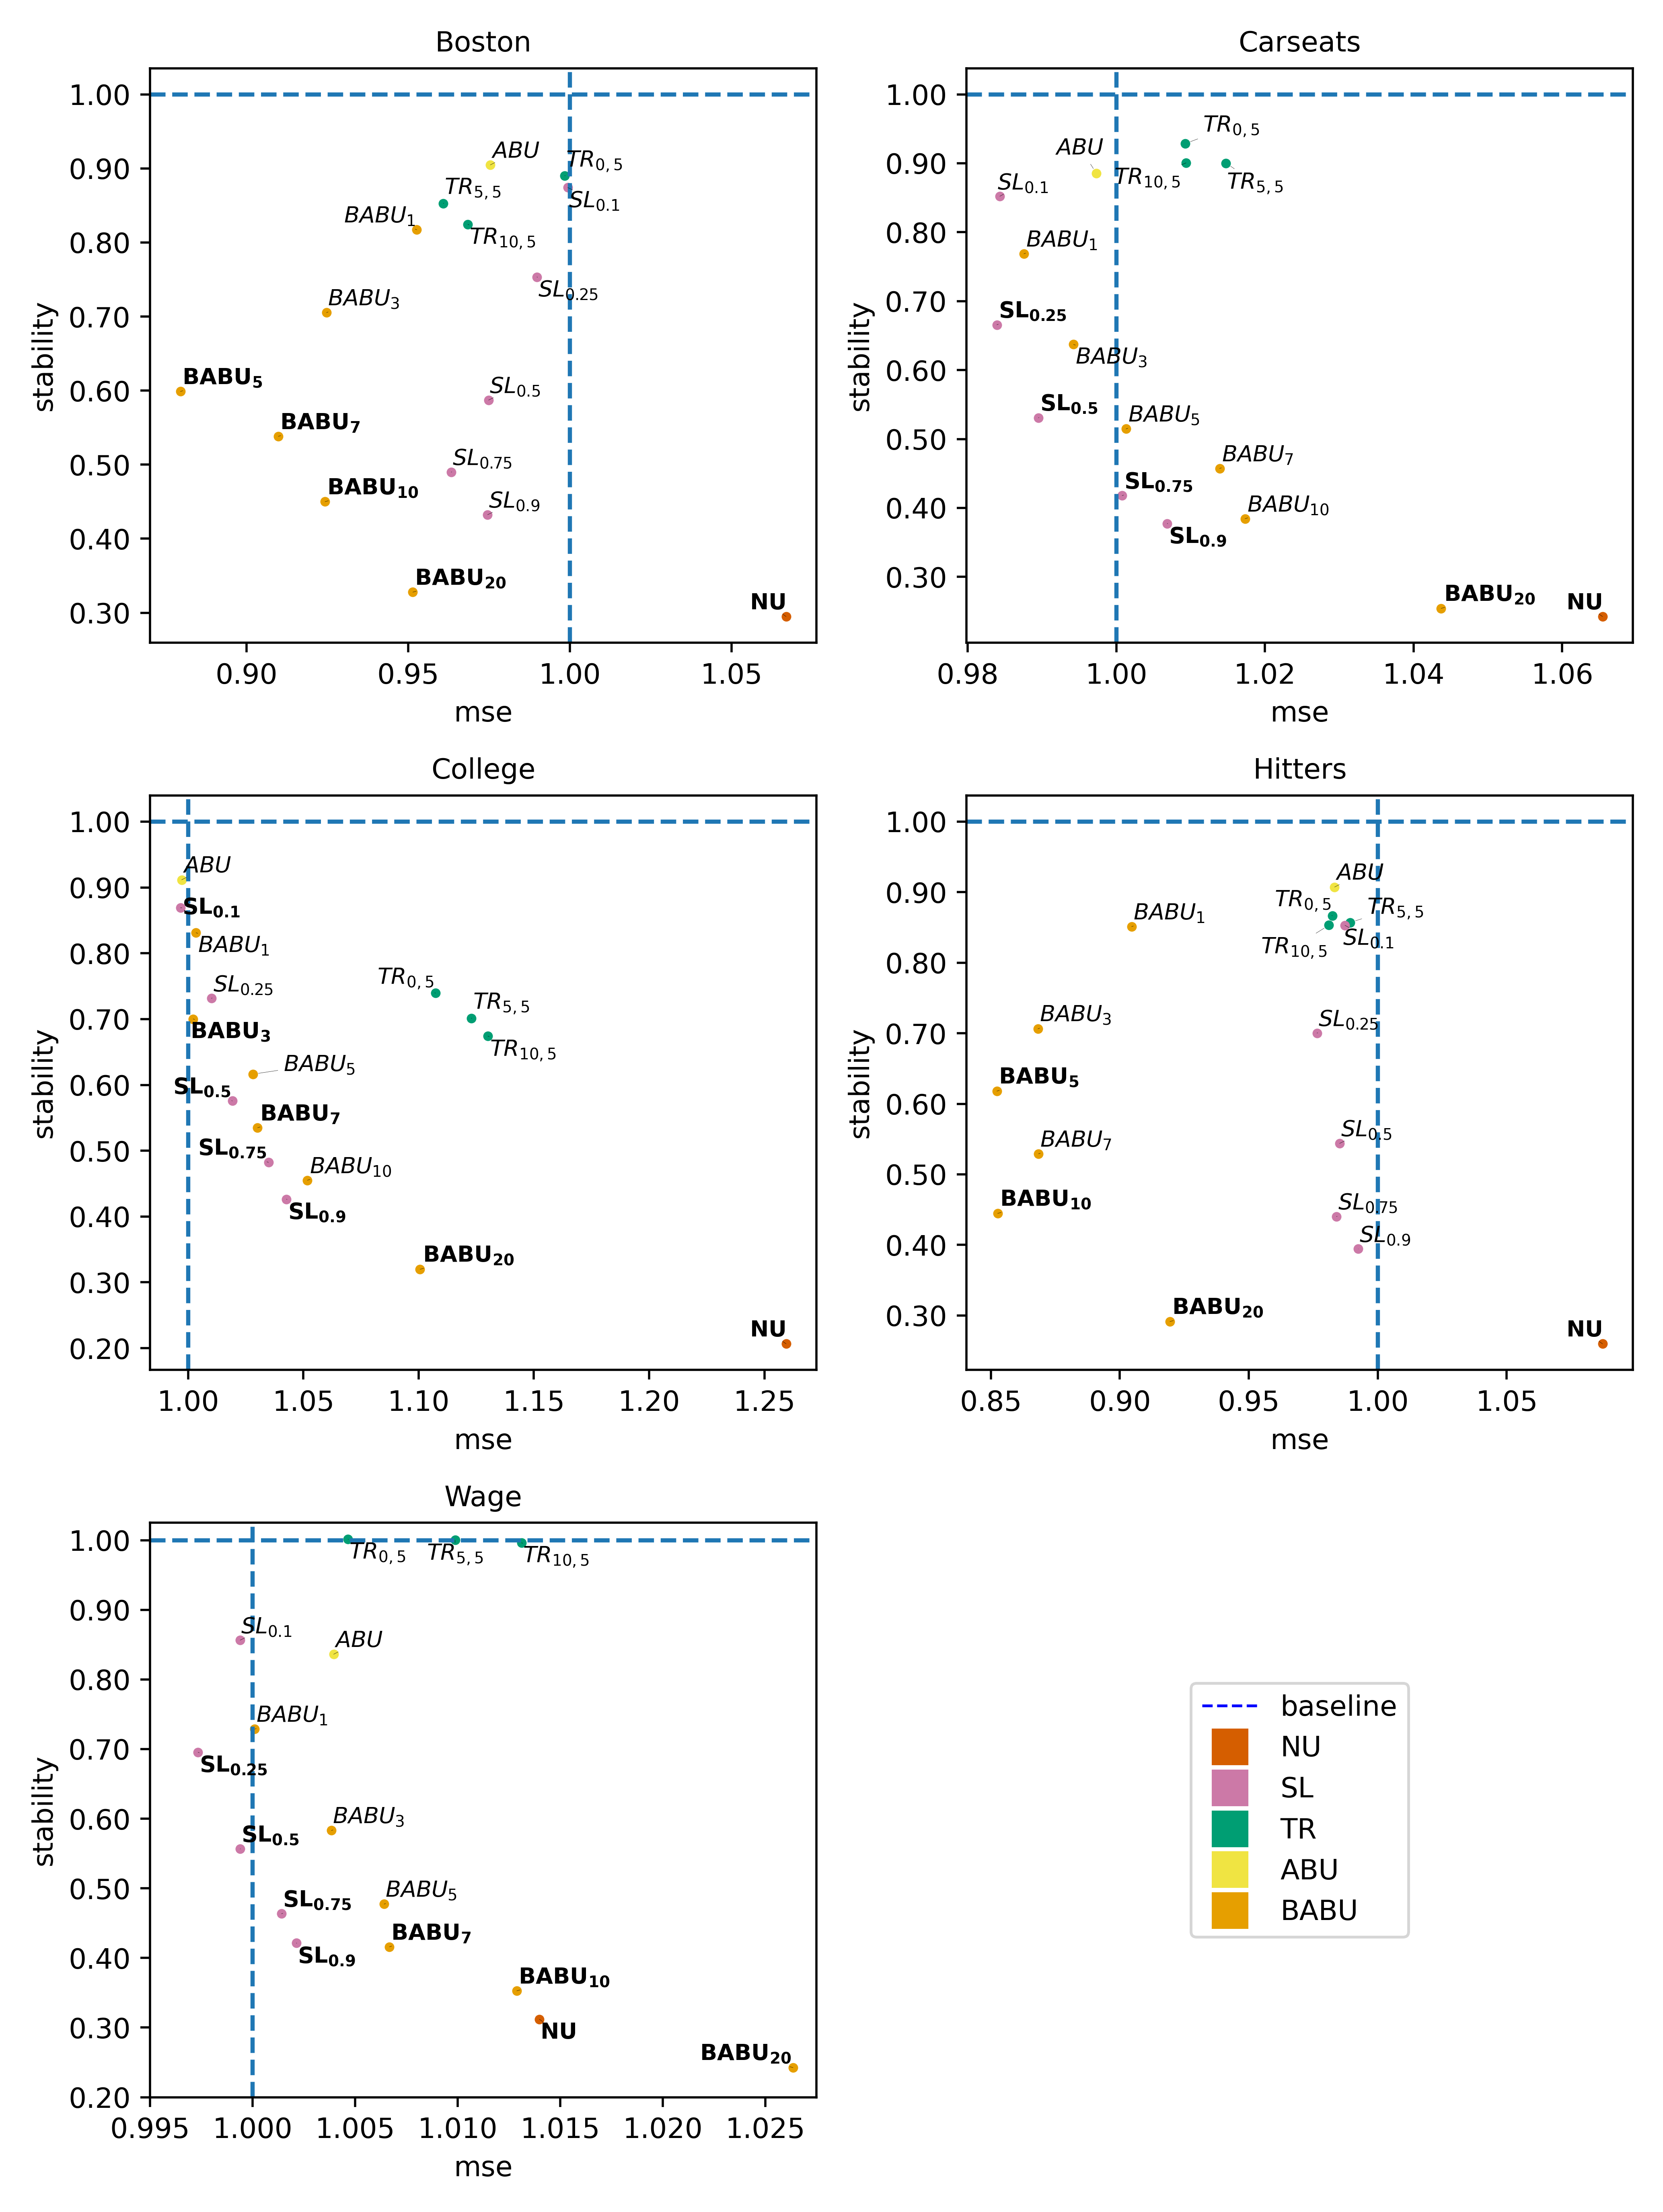 Boston
1.00
0.90
0.80
0.70
0.60
0.50
0.40
0.30
stability
ABU
TR0,5
TR5,5
SL0.1
BABU1
TR10,5
SL0.25
BABU3
BABU5
SL0.5
BABU7
SL0.75
BABU10
SL0.9
BABU20
NU
0.90 0.95 1.00 1.05
mse
Carseats
1.00
0.90
0.80
0.70
0.60
0.50
0.40
0.30
stability
TR0,5
ABU
TR10,5
TR5,5
SL0.1
BABU1
SL0.25
BABU3
SL0.5
BABU5
BABU7
SL0.75
BABU10
SL0.9
BABU20
NU
0.98 1.00 1.02 1.04 1.06
mse
College
1.00
0.90
0.80
0.70
0.60
0.50
0.40
0.30
0.20
stability
ABU
SL0.1
BABU1
SL0.25
TR0,5
TR5,5
BABU3
TR10,5
BABU5
SL0.5
BABU7
SL0.75
BABU10
SL0.9
BABU20
NU
1.00 1.05 1.10 1.15 1.20 1.25
mse
Hitters
1.00
0.90
0.80
0.70
0.60
0.50
0.40
0.30
stability
ABU
TR0,5
TR5,5
BABU1
SL0.1
TR10,5
BABU3
SL0.25
BABU5
SL0.5
BABU7
BABU10
SL0.75
SL0.9
BABU20
NU
0.85 0.90 0.95 1.00 1.05
mse
Wage
1.00
0.90
0.80
0.70
0.60
0.50
0.40
0.30
0.20
stability
TR0,5
TR5,5
TR10,5
SL0.1
ABU
BABU1
SL0.25
BABU3
SL0.5
BABU5
SL0.75
BABU7
SL0.9
BABU10
NU
BABU20
0.995 1.000 1.005 1.010 1.015 1.020 1.025
mse
baseline
NU
SL
TR
ABU
BABU